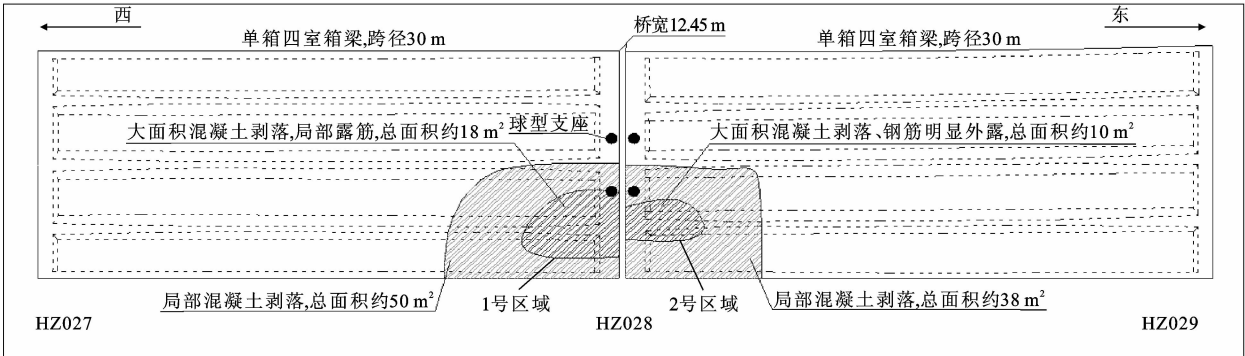 西
东
桥宽12.45 m
单箱四室箱梁,跨径30 m
单箱四室箱梁,跨径30 m
大面积混凝土剥落,局部露筋,总面积约18 m²
球型支座
大面积混凝土剥落、钢筋明显外露,总面积约10 m²
局部混凝土剥落,总面积约50 m²
1号区域
2号区域
局部混凝土剥落,总面积约38 m²
HZ027
HZ028
HZ029